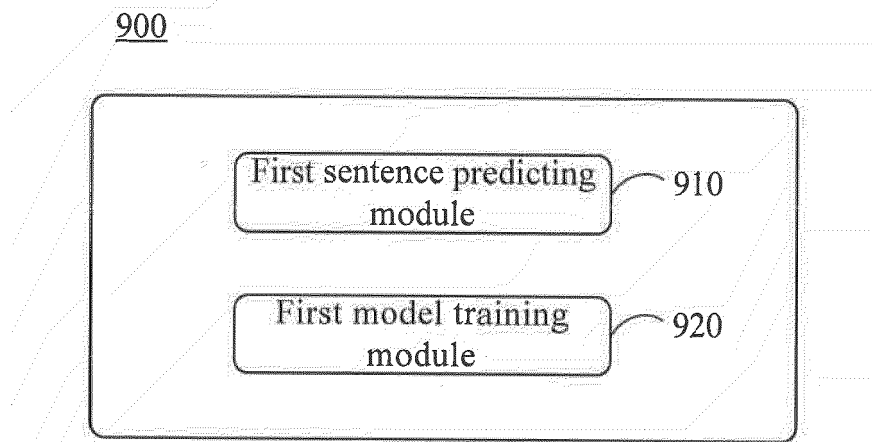 900
First sentence predicting
module
910
First model training
module
920